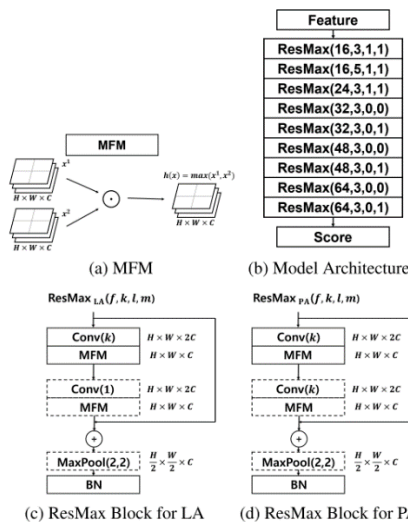 MFM
x¹
H × W × C
x²
H × W × C
h(x) = max(x¹, x²)
H × W × C
(a) MFM
Feature
ResMax(16,3,1,1)
ResMax(16,5,1,1)
ResMax(24,3,1,1)
ResMax(32,3,0,0)
ResMax(32,3,0,1)
ResMax(48,3,0,0)
ResMax(48,3,0,1)
ResMax(64,3,0,0)
ResMax(64,3,0,1)
Score
(b) Model Architecture
ResMax LA(f, k, l, m)
Conv(k) H × W × 2C
MFM H × W × C
Conv(1) H × W × 2C
MFM H × W × C
+
MaxPool(2,2) H/2 × W/2 × C
BN
(c) ResMax Block for LA
ResMax PA(f, k, l, m)
Conv(k) H × W × 2C
MFM H × W × C
Conv(k) H × W × 2C
MFM H × W × C
+
MaxPool(2,2) H/2 × W/2 × C
BN
(d) ResMax Block for PA